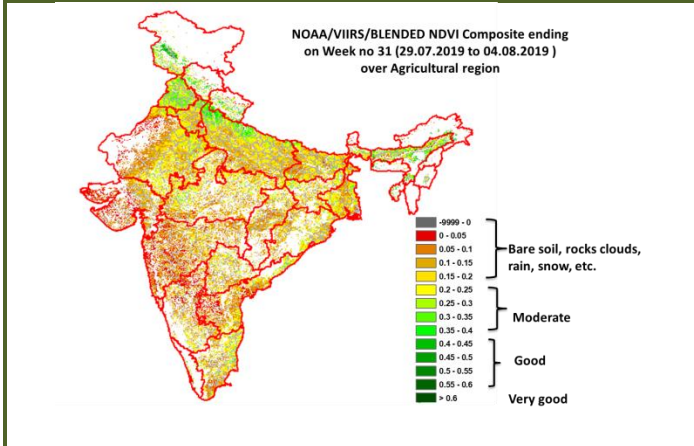 NOAA/VIIRS/BLENDED NDVI Composite ending
on Week no 31 (29.07.2019 to 04.08.2019 )
over Agricultural region
-9999 - 0
0 - 0.05
0.05 - 0.1
0.1 - 0.15
0.15 - 0.2
0.2 - 0.25
0.25 - 0.3
0.3 - 0.35
0.35 - 0.4
0.4 - 0.45
0.45 - 0.5
0.5 - 0.55
0.55 - 0.6
> 0.6
Bare soil, rocks clouds,
rain, snow, etc.
Moderate
Good
Very good